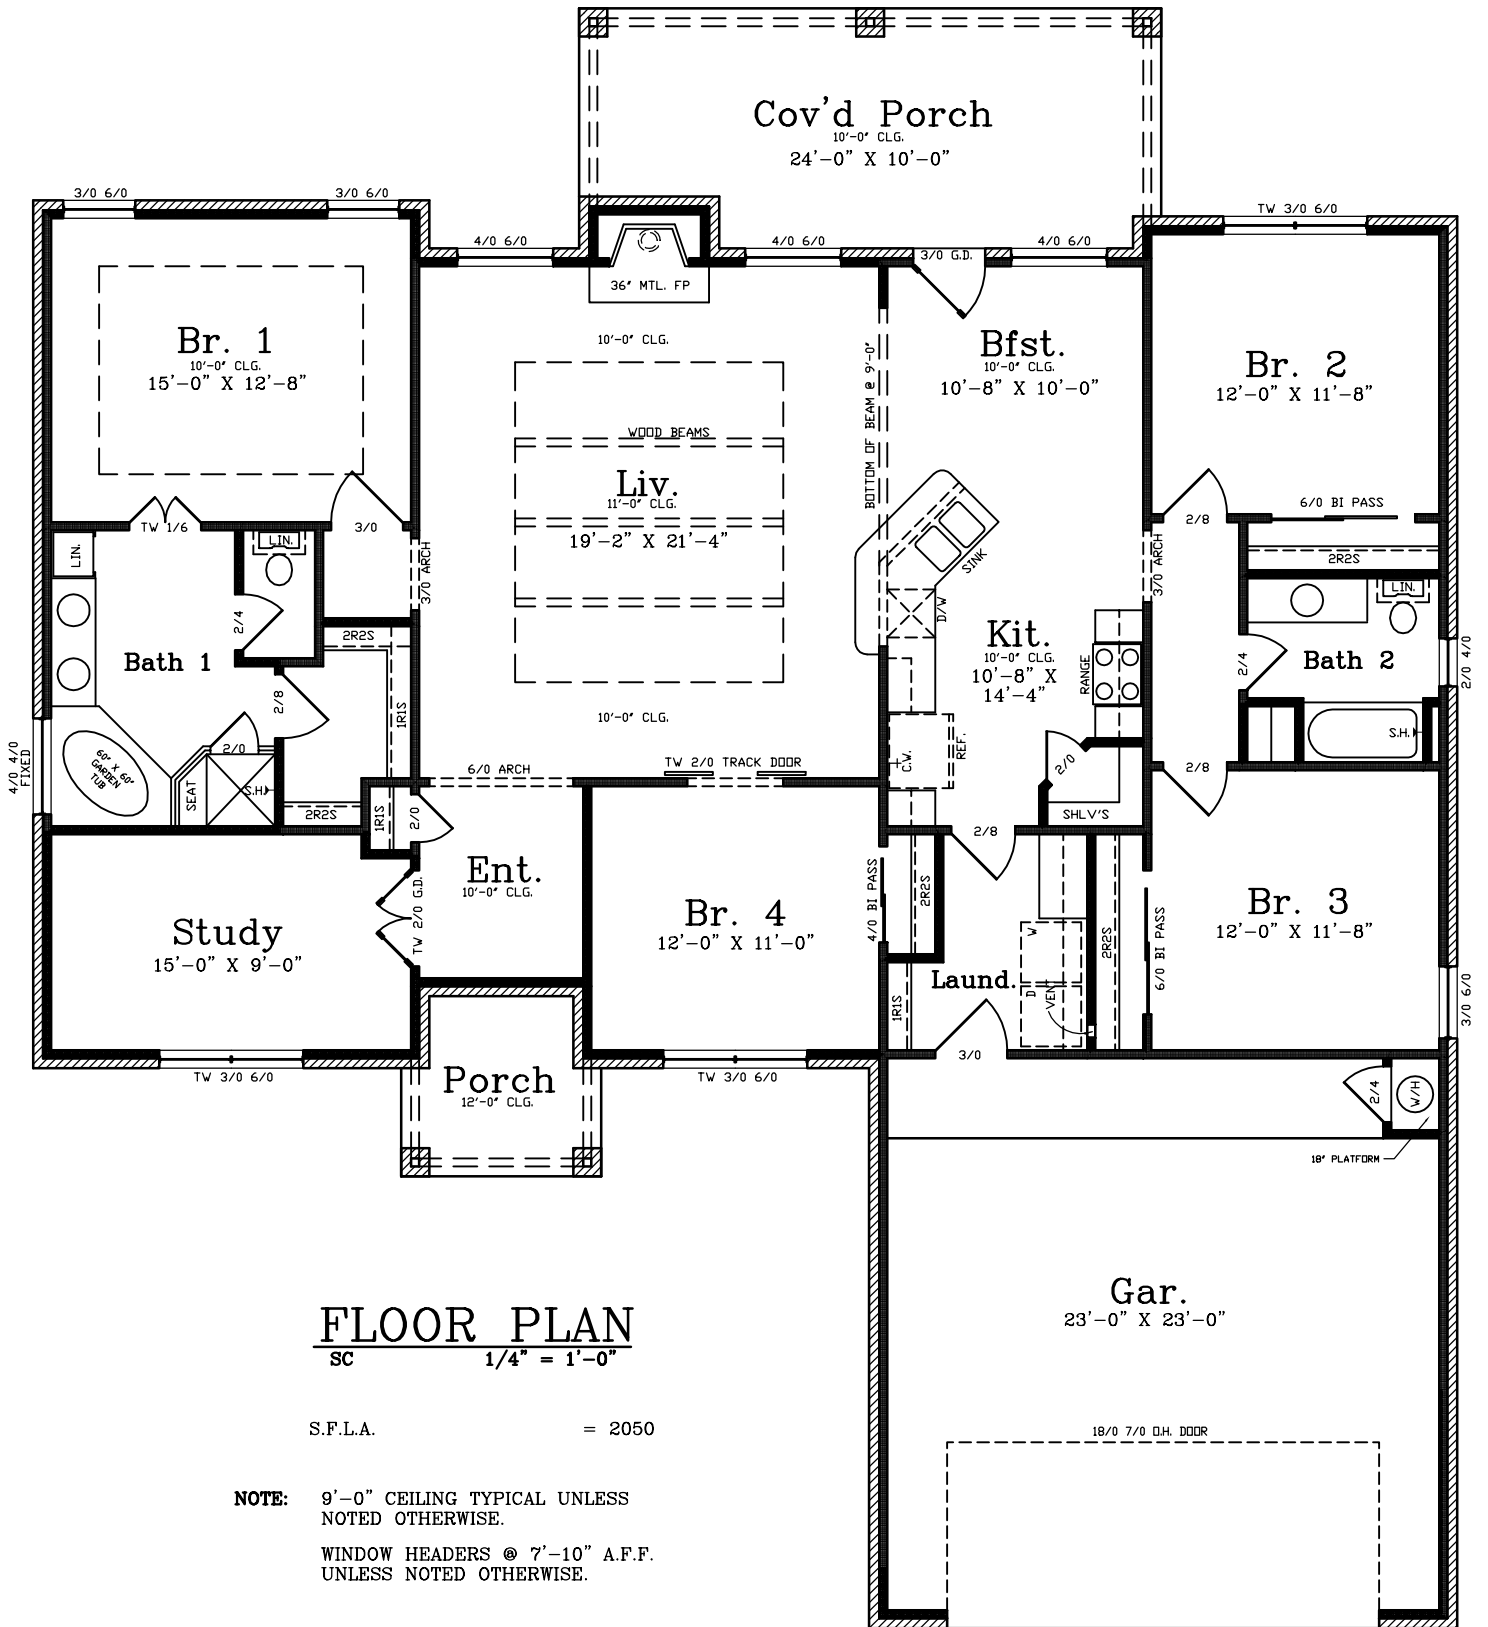 Cov'd Porch
10'-0" CLG.
24'-0" X 10'-0"
3/0 6/0
3/0 6/0
TW 3/0 6/0
4/0 6/0
4/0 6/0
4/0 6/0
3/0 G.D.
36" MTL. FP
Br. 1
10'-0" CLG.
15'-0" X 12'-8"
10'-0" CLG.
WOOD BEAMS
Liv.
11'-0" CLG.
19'-2" X 21'-4"
10'-0" CLG.
BOTTOM OF BEAM @ 9'-0"
Bfst.
10'-0" CLG.
10'-8" X 10'-0"
Br. 2
12'-0" X 11'-8"
6/0 BI PASS
2/8
2R2S
TW 1/6
3/0
LIN.
LIN.
3/0 ARCH
2/4
Bath 1
2R2S
1R1S
2/8
2/0
60" X 60"
GARDEN
TUB
SEAT
S.H.
2R2S
4/0 4/0
FIXED
SINK
D/W
Kit.
10'-0" CLG.
10'-8" X
14'-4"
RANGE
REF.
C.W.
2/0
SHLV'S
3/0 ARCH
LIN.
2/4
Bath 2
S.H.
2/0 4/0
2/8
6/0 ARCH
TW 2/0 TRACK DOOR
1R1S
2/0
Ent.
10'-0" CLG.
TW 2/0 G.D.
Study
15'-0" X 9'-0"
Br. 4
12'-0" X 11'-0"
4/0 BI PASS
2R2S
2/8
W
D
VENT
Laund.
1R1S
2R2S
6/0 BI PASS
Br. 3
12'-0" X 11'-8"
3/0 6/0
3/0
TW 3/0 6/0
TW 3/0 6/0
Porch
12'-0" CLG.
2/4
W/H
18" PLATFORM
Gar.
23'-0" X 23'-0"
18/0 7/0 O.H. DOOR
FLOOR PLAN
SC 1/4" = 1'-0"
S.F.L.A. = 2050
NOTE: 9'-0" CEILING TYPICAL UNLESS
NOTED OTHERWISE.
WINDOW HEADERS @ 7'-10" A.F.F.
UNLESS NOTED OTHERWISE.